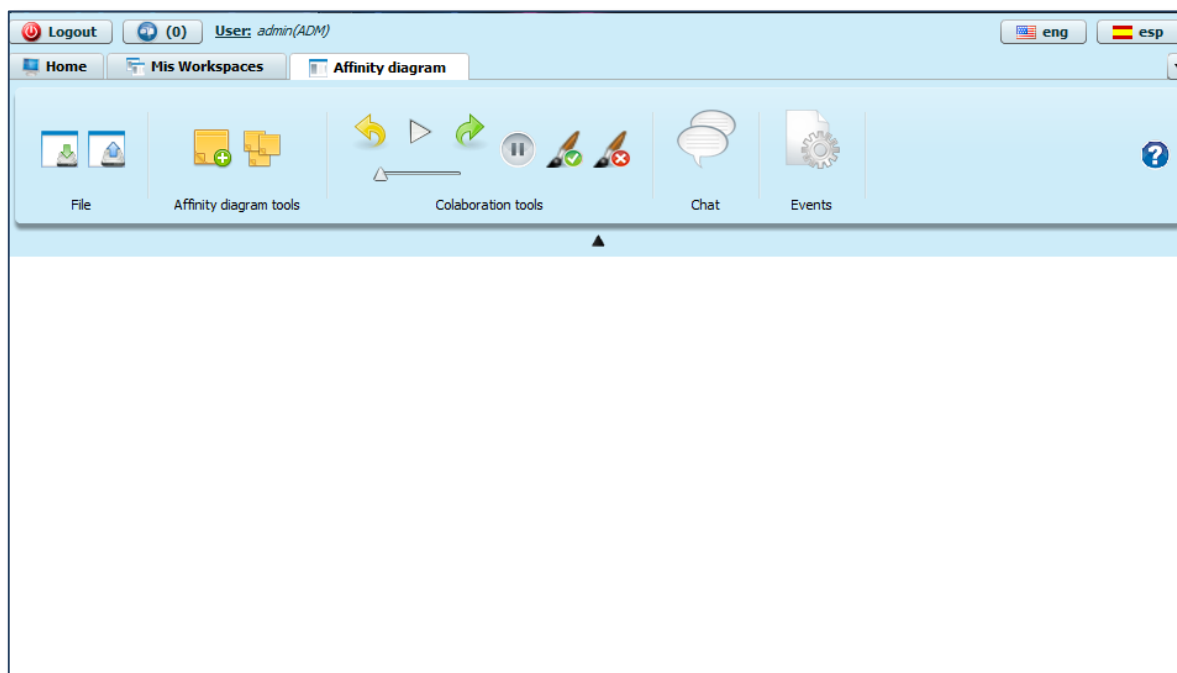 Logout (0) User: admin(ADM) eng esp
Home Mis Workspaces Affinity diagram
File Affinity diagram tools Colaboration tools Chat Events